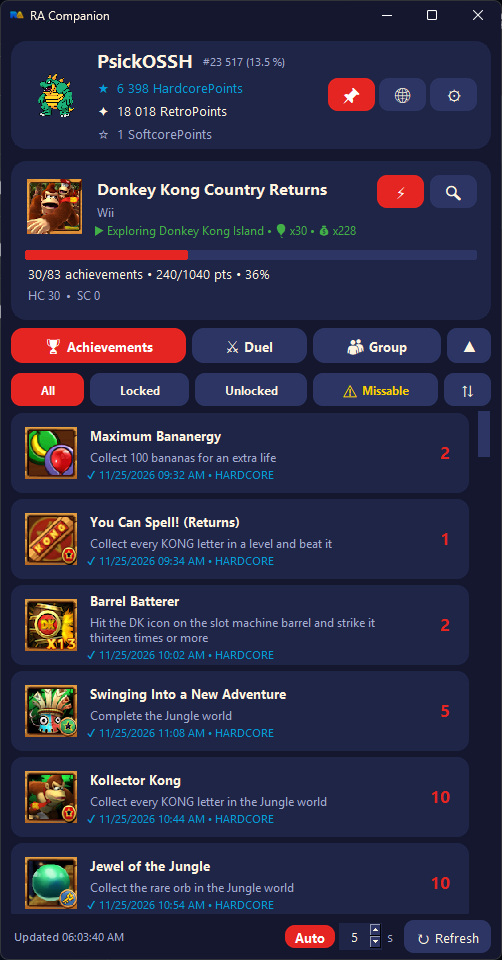 RA Companion
PsickOSSH #23 517 (13.5 %)
★ 6 398 HardcorePoints
✦ 18 018 RetroPoints
☆ 1 SoftcorePoints
Donkey Kong Country Returns
Wii
▶ Exploring Donkey Kong Island • 🎈 x30 • 💰 x228
30/83 achievements • 240/1040 pts • 36%
HC 30 • SC 0
🏆 Achievements
⚔ Duel
👥 Group
▲
All
Locked
Unlocked
⚠ Missable
Maximum Bananergy
Collect 100 bananas for an extra life
✓ 11/25/2026 09:32 AM • HARDCORE
2
You Can Spell! (Returns)
Collect every KONG letter in a level and beat it
✓ 11/25/2026 09:34 AM • HARDCORE
1
KONG
Barrel Batterer
Hit the DK icon on the slot machine barrel and strike it
thirteen times or more
✓ 11/25/2026 10:02 AM • HARDCORE
2
DK
X13
Swinging Into a New Adventure
Complete the Jungle world
✓ 11/25/2026 11:08 AM • HARDCORE
5
Kollector Kong
Collect every KONG letter in the Jungle world
✓ 11/25/2026 10:44 AM • HARDCORE
10
Jewel of the Jungle
Collect the rare orb in the Jungle world
✓ 11/25/2026 10:54 AM • HARDCORE
10
Updated 06:03:40 AM
Auto
5
s
↻ Refresh